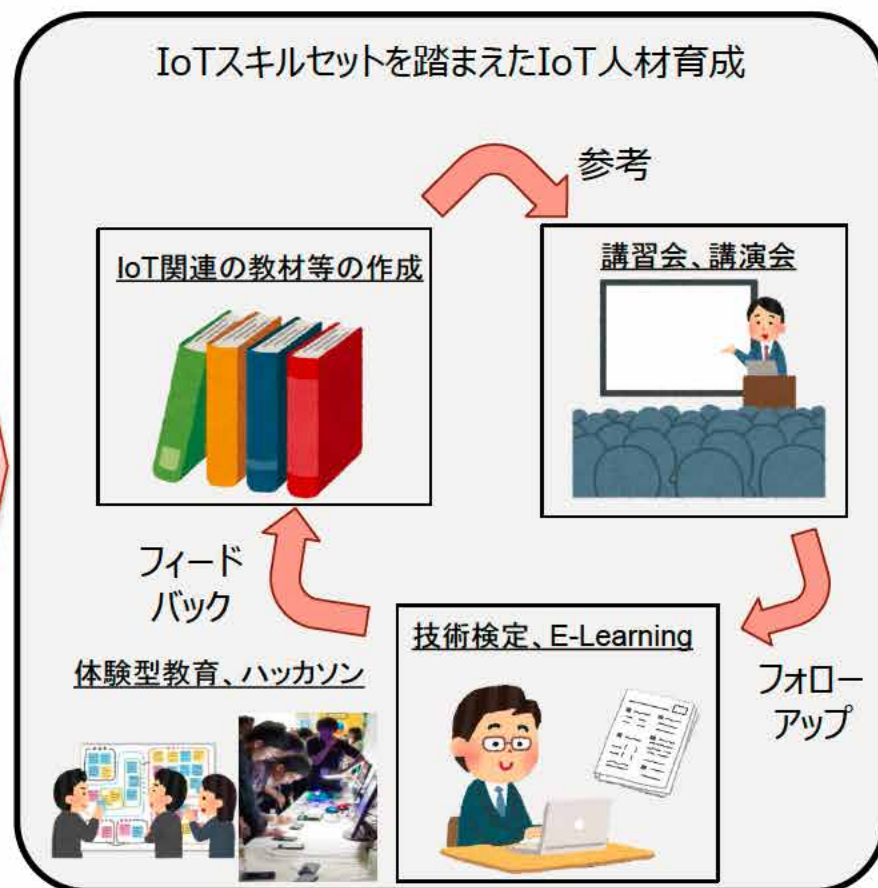 IoTスキルセットを踏まえたIoT人材育成
参考
IoT関連の教材等の作成
講習会、講演会
フィード
バック
技術検定、E-Learning
フォロー
アップ
体験型教育、ハッカソン